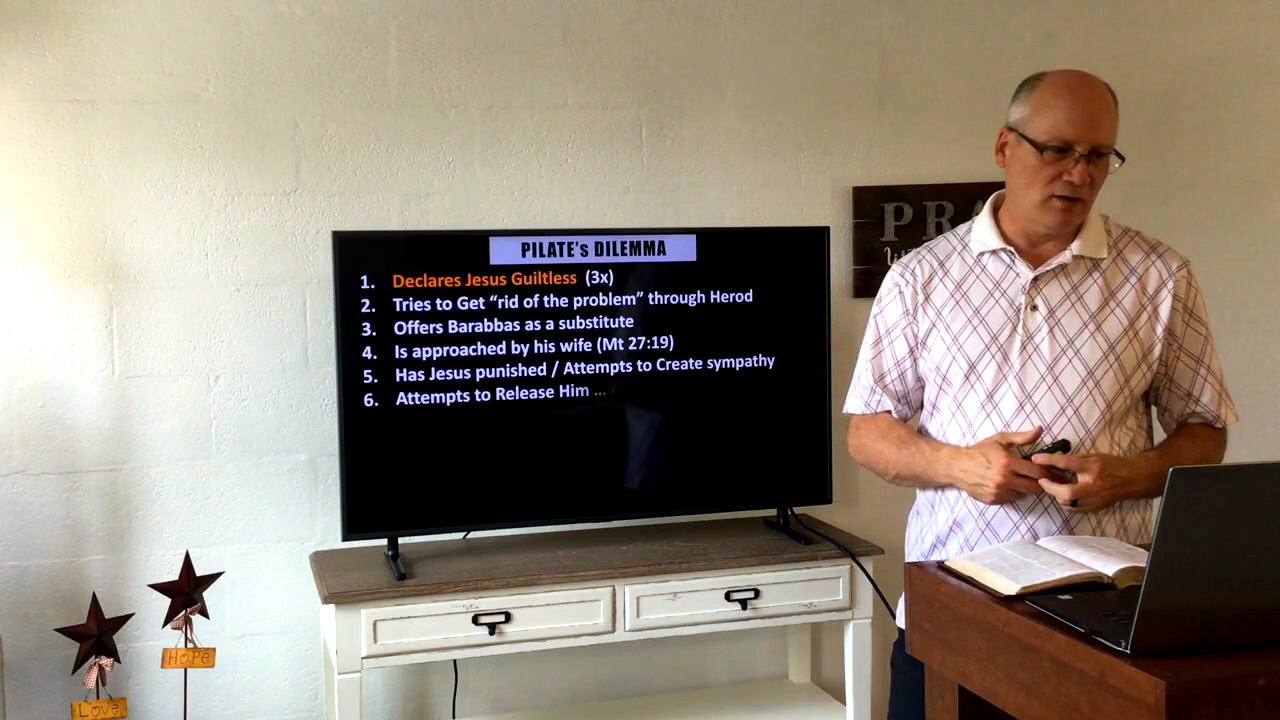 PILATE's DILEMMA
1. Declares Jesus Guiltless (3x)
2. Tries to Get “rid of the problem” through Herod
3. Offers Barabbas as a substitute
4. Is approached by his wife (Mt 27:19)
5. Has Jesus punished / Attempts to Create sympathy
6. Attempts to Release Him ...
PRA
HOPE
Love